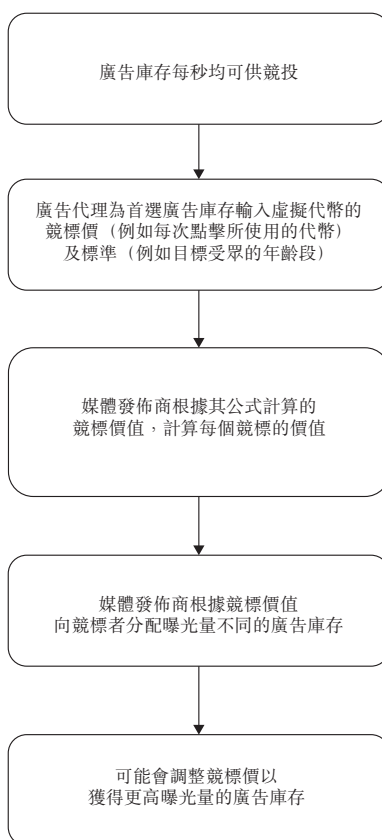 廣告庫存每秒均可供競投
廣告代理為首選廣告庫存輸入虛擬代幣的
競標價（例如每次點擊所使用的代幣）
及標準（例如目標受眾的年齡段）
媒體發佈商根據其公式計算的
競標價值，計算每個競標的價值
媒體發佈商根據競標價值
向競標者分配曝光量不同的廣告庫存
可能會調整競標價以
獲得更高曝光量的廣告庫存